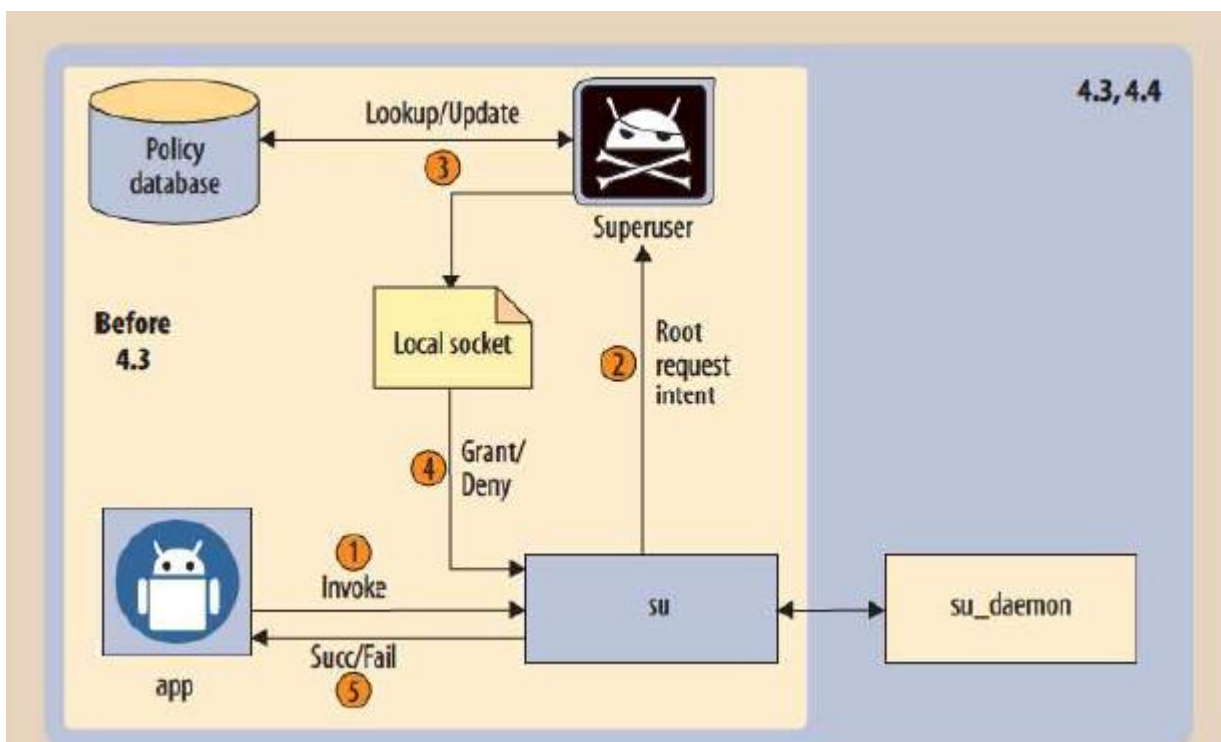 4.3, 4.4
Lookup/Update
3
Policy
database
Superuser
Before
4.3
Local socket
2
Root
request
intent
4
Grant/
Deny
1
Invoke
su
su_daemon
Succ/Fail
5
app